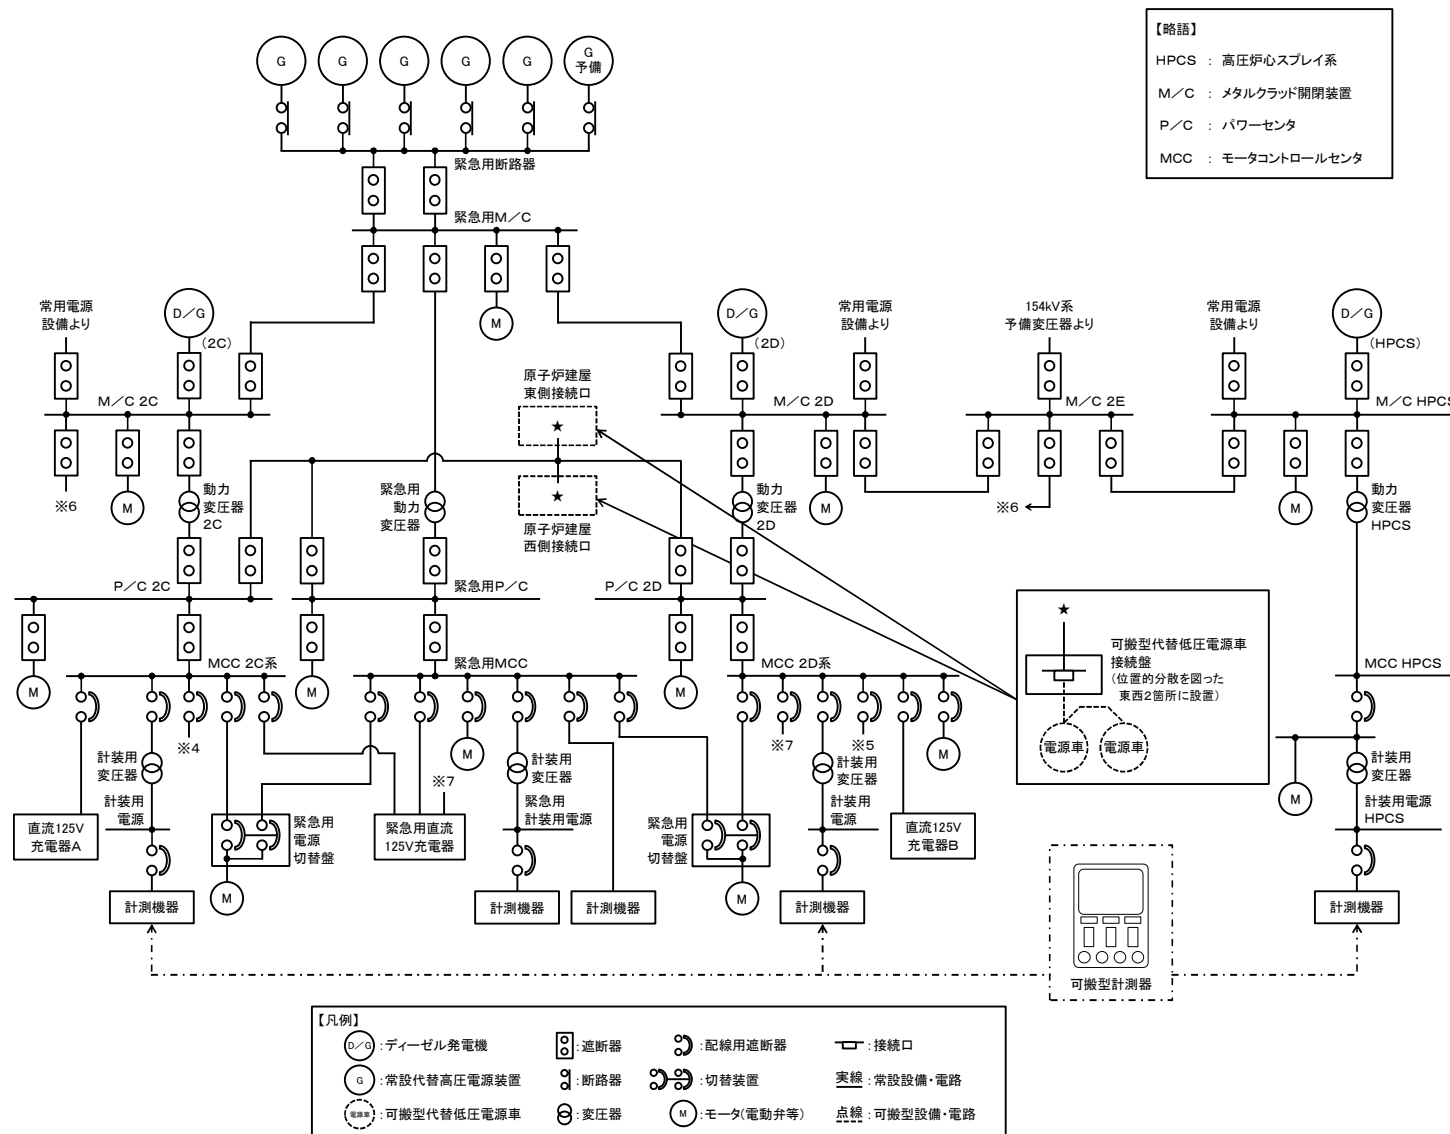 【略語】
HPCS : 高圧炉心スプレイ系
M/C : メタルクラッド開閉装置
P/C : パワーセンタ
MCC : モータコントロールセンタ
G
G
G
G
G
G
予備
緊急用断路器
緊急用M/C
常用電源
設備より
D/G
(2C)
M
D/G
(2D)
常用電源
設備より
154kV系
予備変圧器より
常用電源
設備より
D/G
(HPCS)
原子炉建屋
東側接続口
★
M/C 2C
M/C 2D
M/C 2E
M/C HPCS
★
原子炉建屋
西側接続口
※6
M
動力
変圧器
2C
緊急用
動力
変圧器
動力
変圧器
2D
M
※6
M
動力
変圧器
HPCS
P/C 2C
緊急用P/C
P/C 2D
M
M
M
MCC 2C系
緊急用MCC
MCC 2D系
MCC HPCS
★
可搬型代替低圧電源車
接続盤
(位置的分散を図った
東西2箇所に設置)
電源車
電源車
※4
計装用
変圧器
計装用
電源
※7
M
計装用
変圧器
緊急用
計装用電源
※7
※5
計装用
変圧器
計装用
電源
M
M
計装用
変圧器
計装用電源
HPCS
直流125V
充電器A
緊急用
電源
切替盤
緊急用直流
125V充電器
緊急用
電源
切替盤
直流125V
充電器B
計測機器
M
計測機器
計測機器
M
計測機器
計測機器
可搬型計測器
【凡例】
D/G :ディーゼル発電機
:遮断器
:配線用遮断器
:接続口
G :常設代替高圧電源装置
:断路器
:切替装置
実線 :常設設備・電路
電源車 :可搬型代替低圧電源車
:変圧器
M :モータ(電動弁等)
点線 :可搬型設備・電路